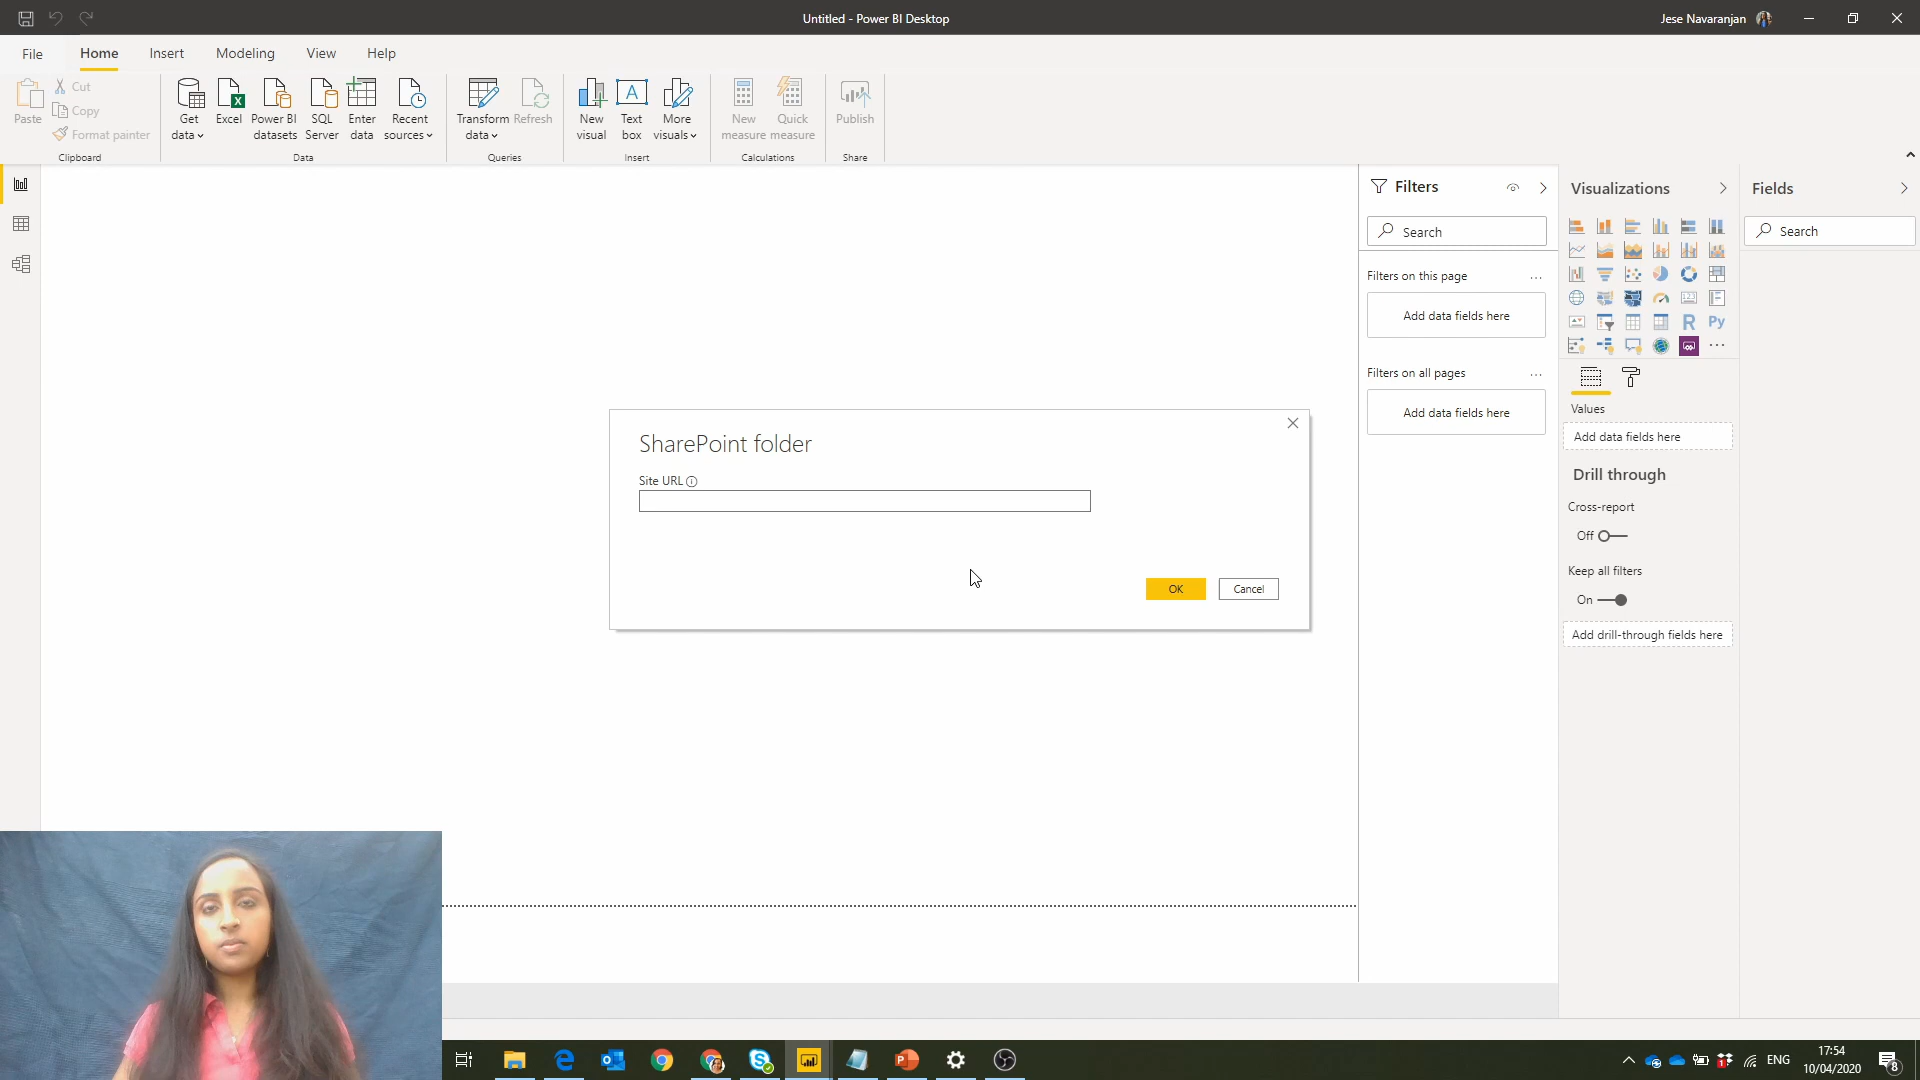 Untitled - Power BI Desktop
Jese Navaranjan
File
Home
Insert
Modeling
View
Help
Paste
Cut
Copy
Format painter
Clipboard
Get data
Excel
Power BI datasets
SQL Server
Enter data
Recent sources
Data
Transform data
Refresh
Queries
New visual
Text box
More visuals
Insert
New measure
Quick measure
Calculations
Publish
Share
Filters
Search
Filters on this page
...
Add data fields here
Filters on all pages
...
Add data fields here
Visualizations
R
Py
...
Values
Add data fields here
Drill through
Cross-report
Off
Keep all filters
On
Add drill-through fields here
Fields
Search
SharePoint folder
Site URL
OK
Cancel
ENG
17:54
10/04/2020
8